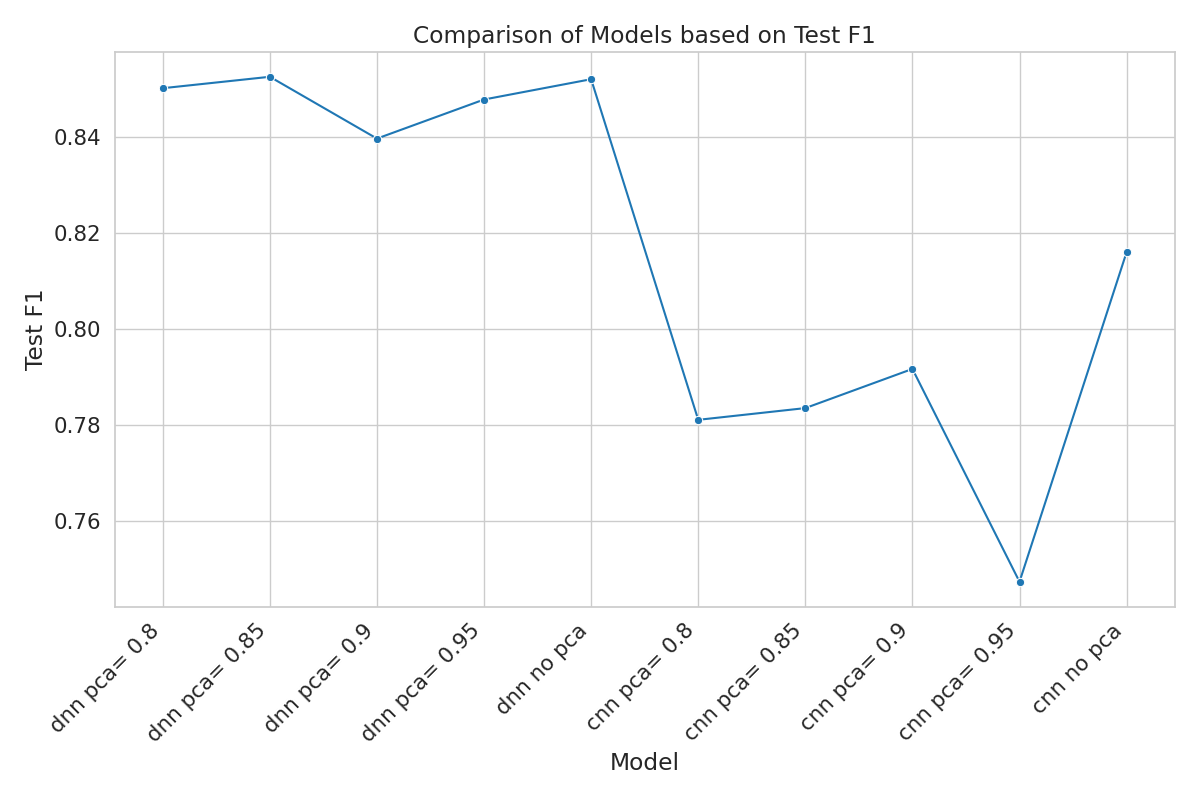 Comparison of Models based on Test F1
Test F1
0.84
0.82
0.80
0.78
0.76
dnn pca= 0.8
dnn pca= 0.85
dnn pca= 0.9
dnn pca= 0.95
dnn no pca
cnn pca= 0.8
cnn pca= 0.85
cnn pca= 0.9
cnn pca= 0.95
cnn no pca
Model